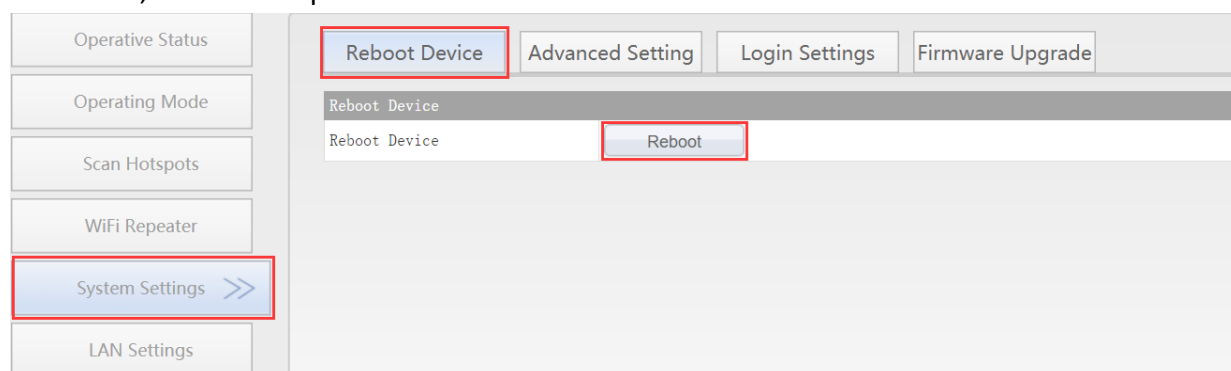 Operative Status
Operating Mode
Scan Hotspots
WiFi Repeater
System Settings >>
LAN Settings
Reboot Device Advanced Setting Login Settings Firmware Upgrade
Reboot Device
Reboot Device Reboot